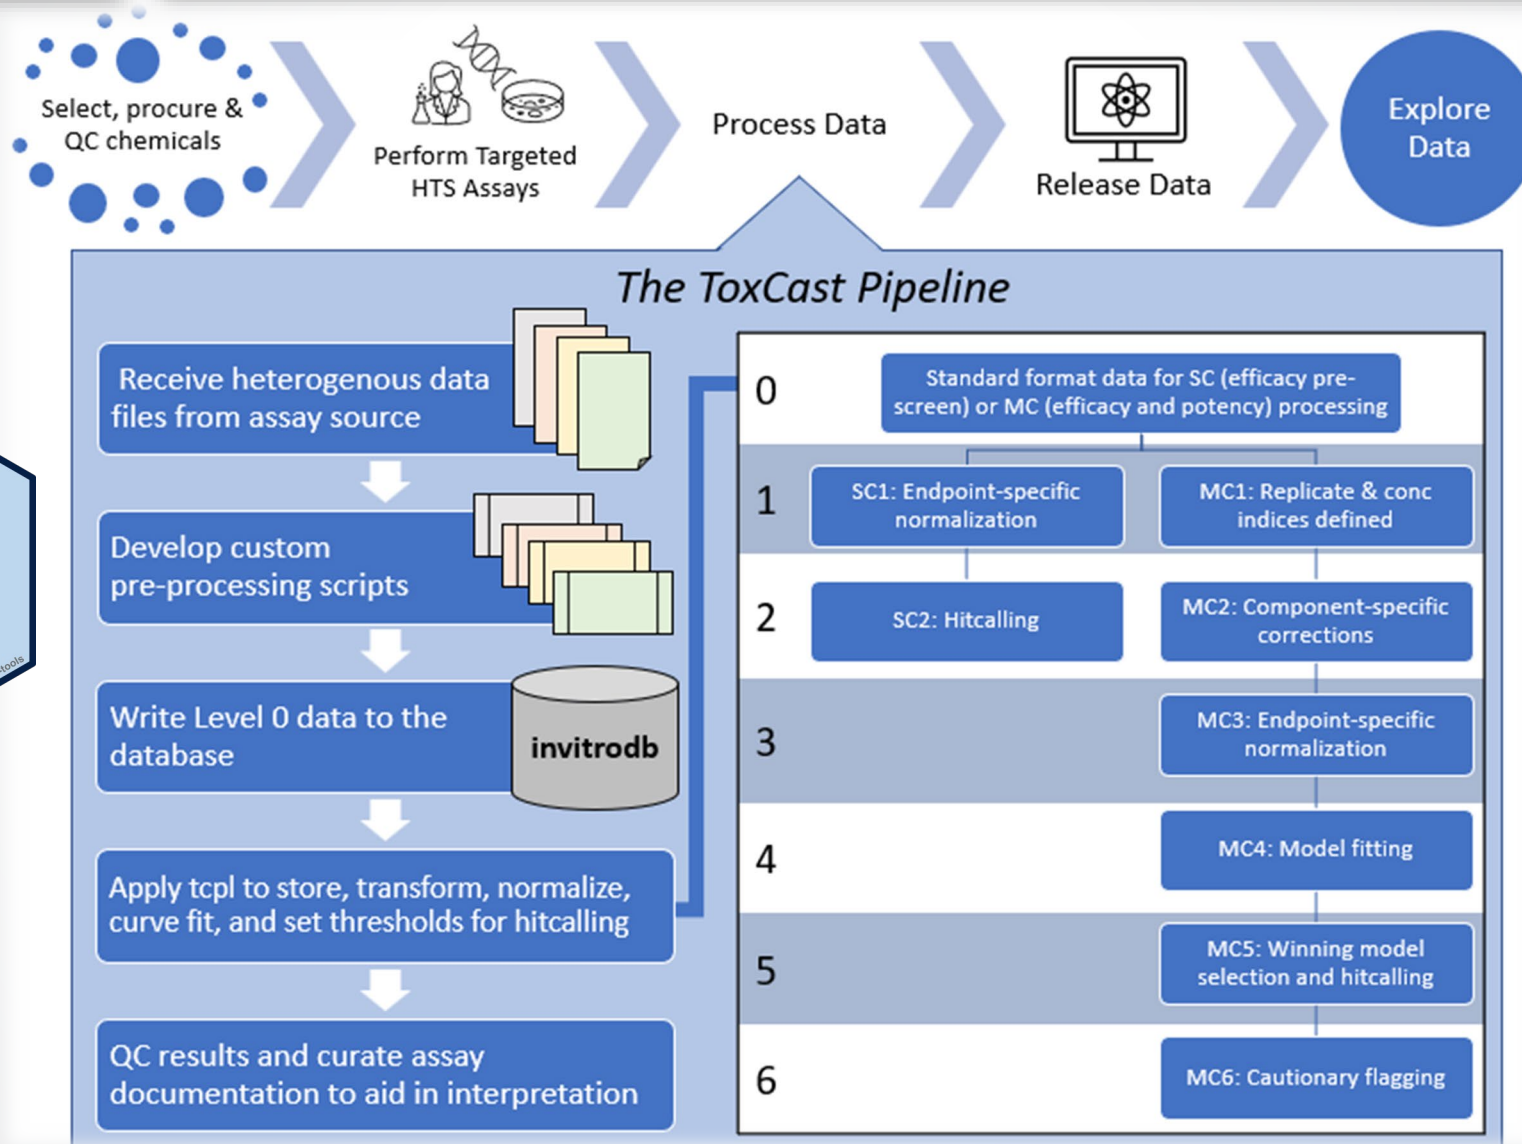 Select, procure &
QC chemicals
Perform Targeted
HTS Assays
Process Data
Release Data
Explore
Data
The ToxCast Pipeline
Receive heterogenous data
files from assay source
Develop custom
pre-processing scripts
Write Level 0 data to the
database
invitrodb
Apply tcpl to store, transform, normalize,
curve fit, and set thresholds for hitcalling
QC results and curate assay
documentation to aid in interpretation
0
Standard format data for SC (efficacy pre-
screen) or MC (efficacy and potency) processing
1
SC1: Endpoint-specific
normalization
MC1: Replicate & conc
indices defined
2
SC2: Hitcalling
MC2: Component-specific
corrections
3
MC3: Endpoint-specific
normalization
4
MC4: Model fitting
5
MC5: Winning model
selection and hitcalling
6
MC6: Cautionary flagging
-tools